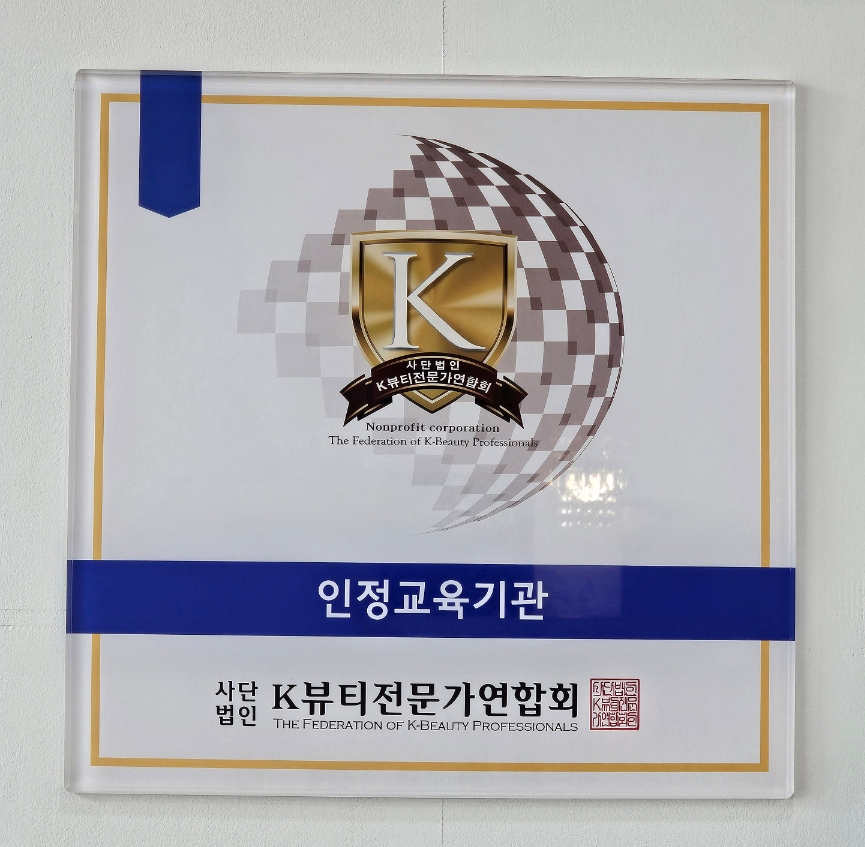 K
사단법인
K뷰티전문가연합회
Nonprofit corporation
The Federation of K-Beauty Professionals
인정교육기관
사단
법인
K뷰티전문가연합회
THE FEDERATION OF K-BEAUTY PROFESSIONALS